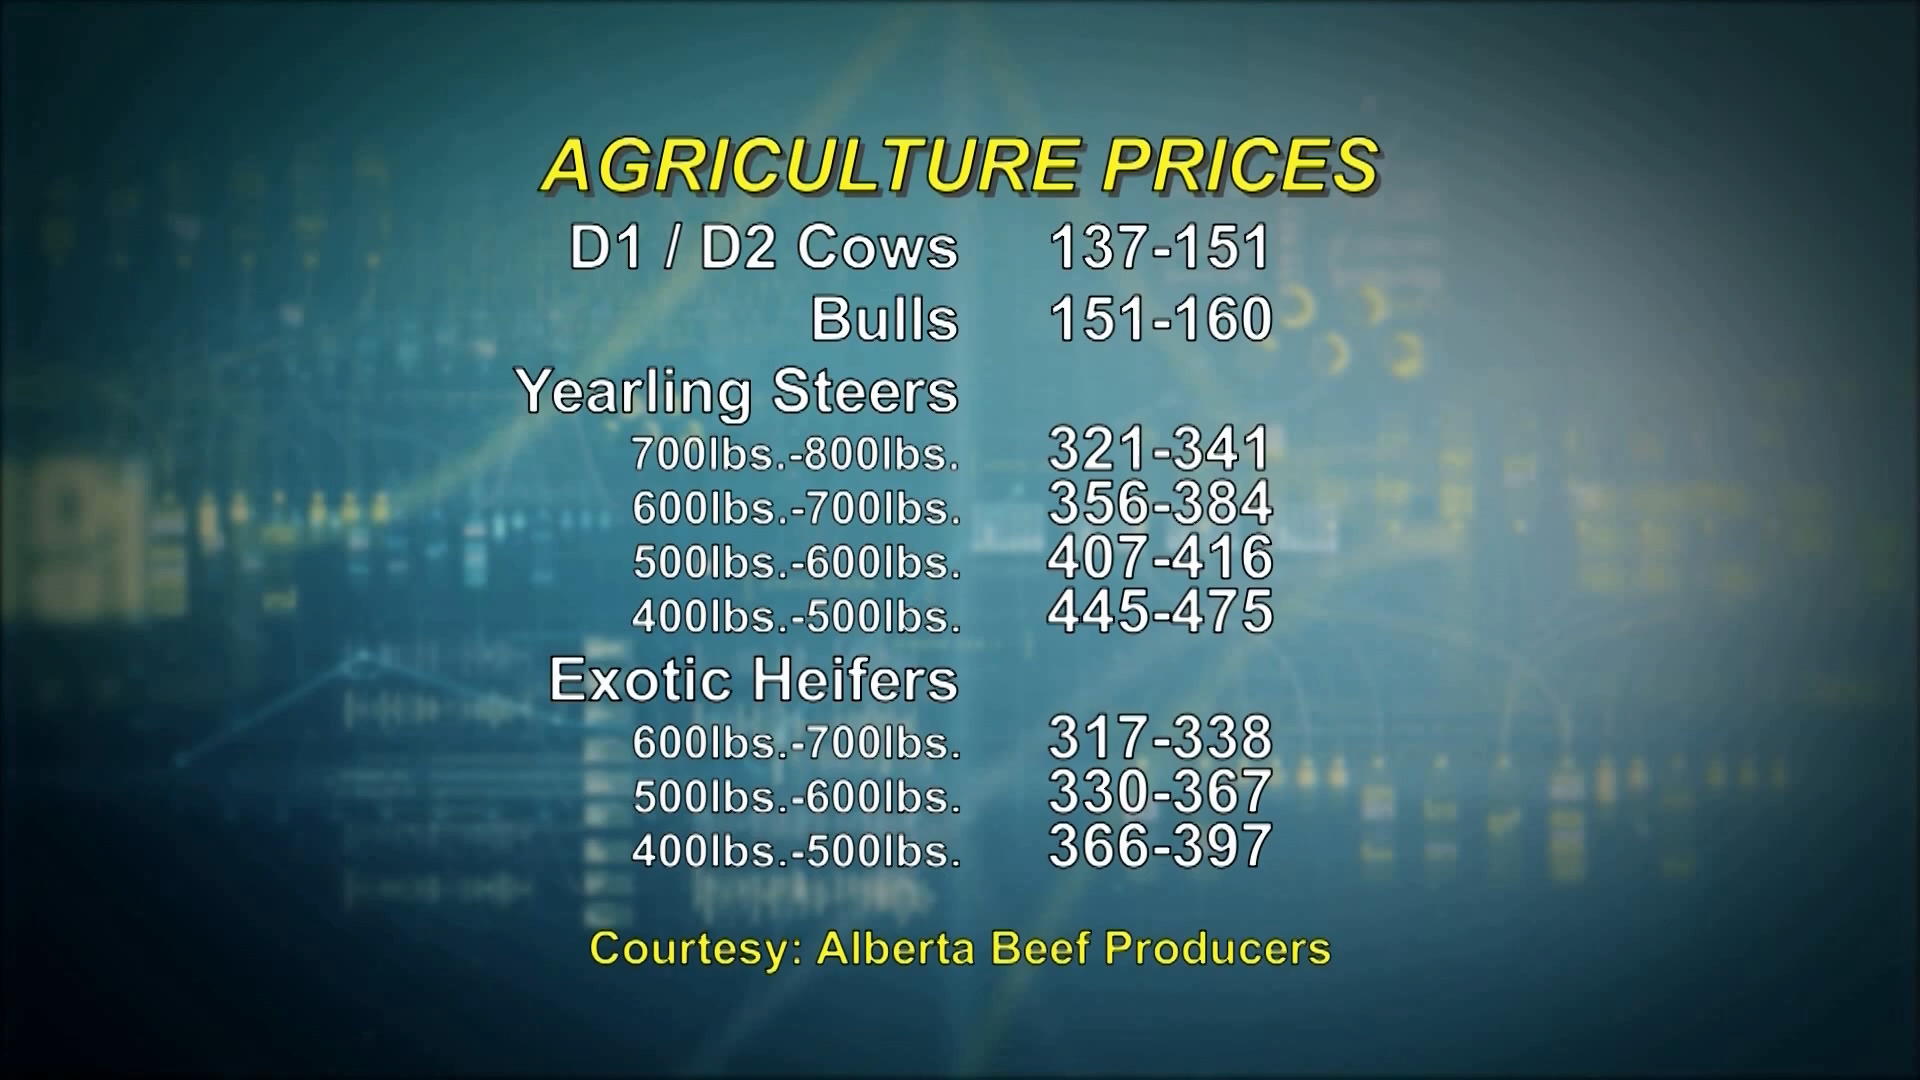 AGRICULTURE PRICES
D1 / D2 Cows 137-151
Bulls 151-160
Yearling Steers
700lbs.-800lbs. 321-341
600lbs.-700lbs. 356-384
500lbs.-600lbs. 407-416
400lbs.-500lbs. 445-475
Exotic Heifers
600lbs.-700lbs. 317-338
500lbs.-600lbs. 330-367
400lbs.-500lbs. 366-397
Courtesy: Alberta Beef Producers